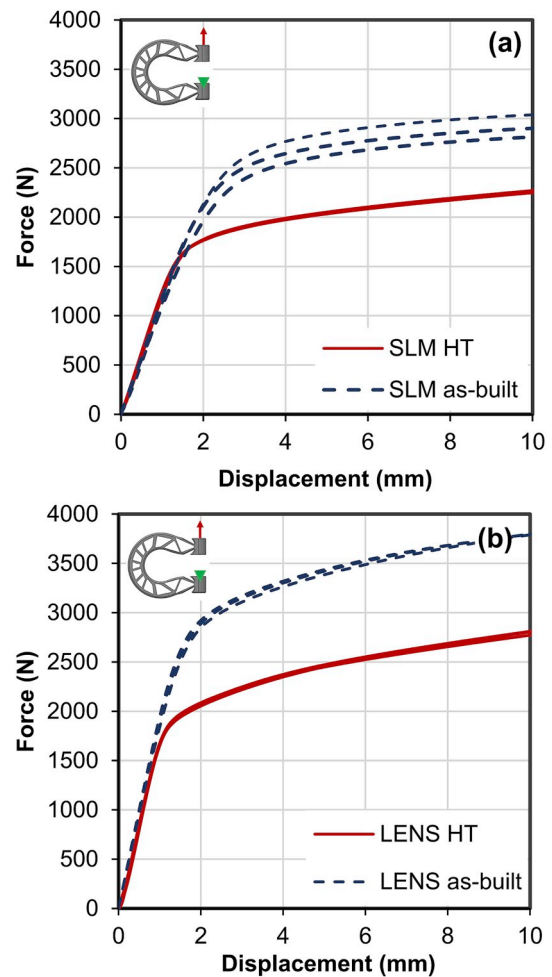 (a)
Force (N)
4000
3500
3000
2500
2000
1500
1000
500
0
SLM HT
SLM as-built
0 2 4 6 8 10
Displacement (mm)
(b)
Force (N)
4000
3500
3000
2500
2000
1500
1000
500
0
LENS HT
LENS as-built
0 2 4 6 8 10
Displacement (mm)